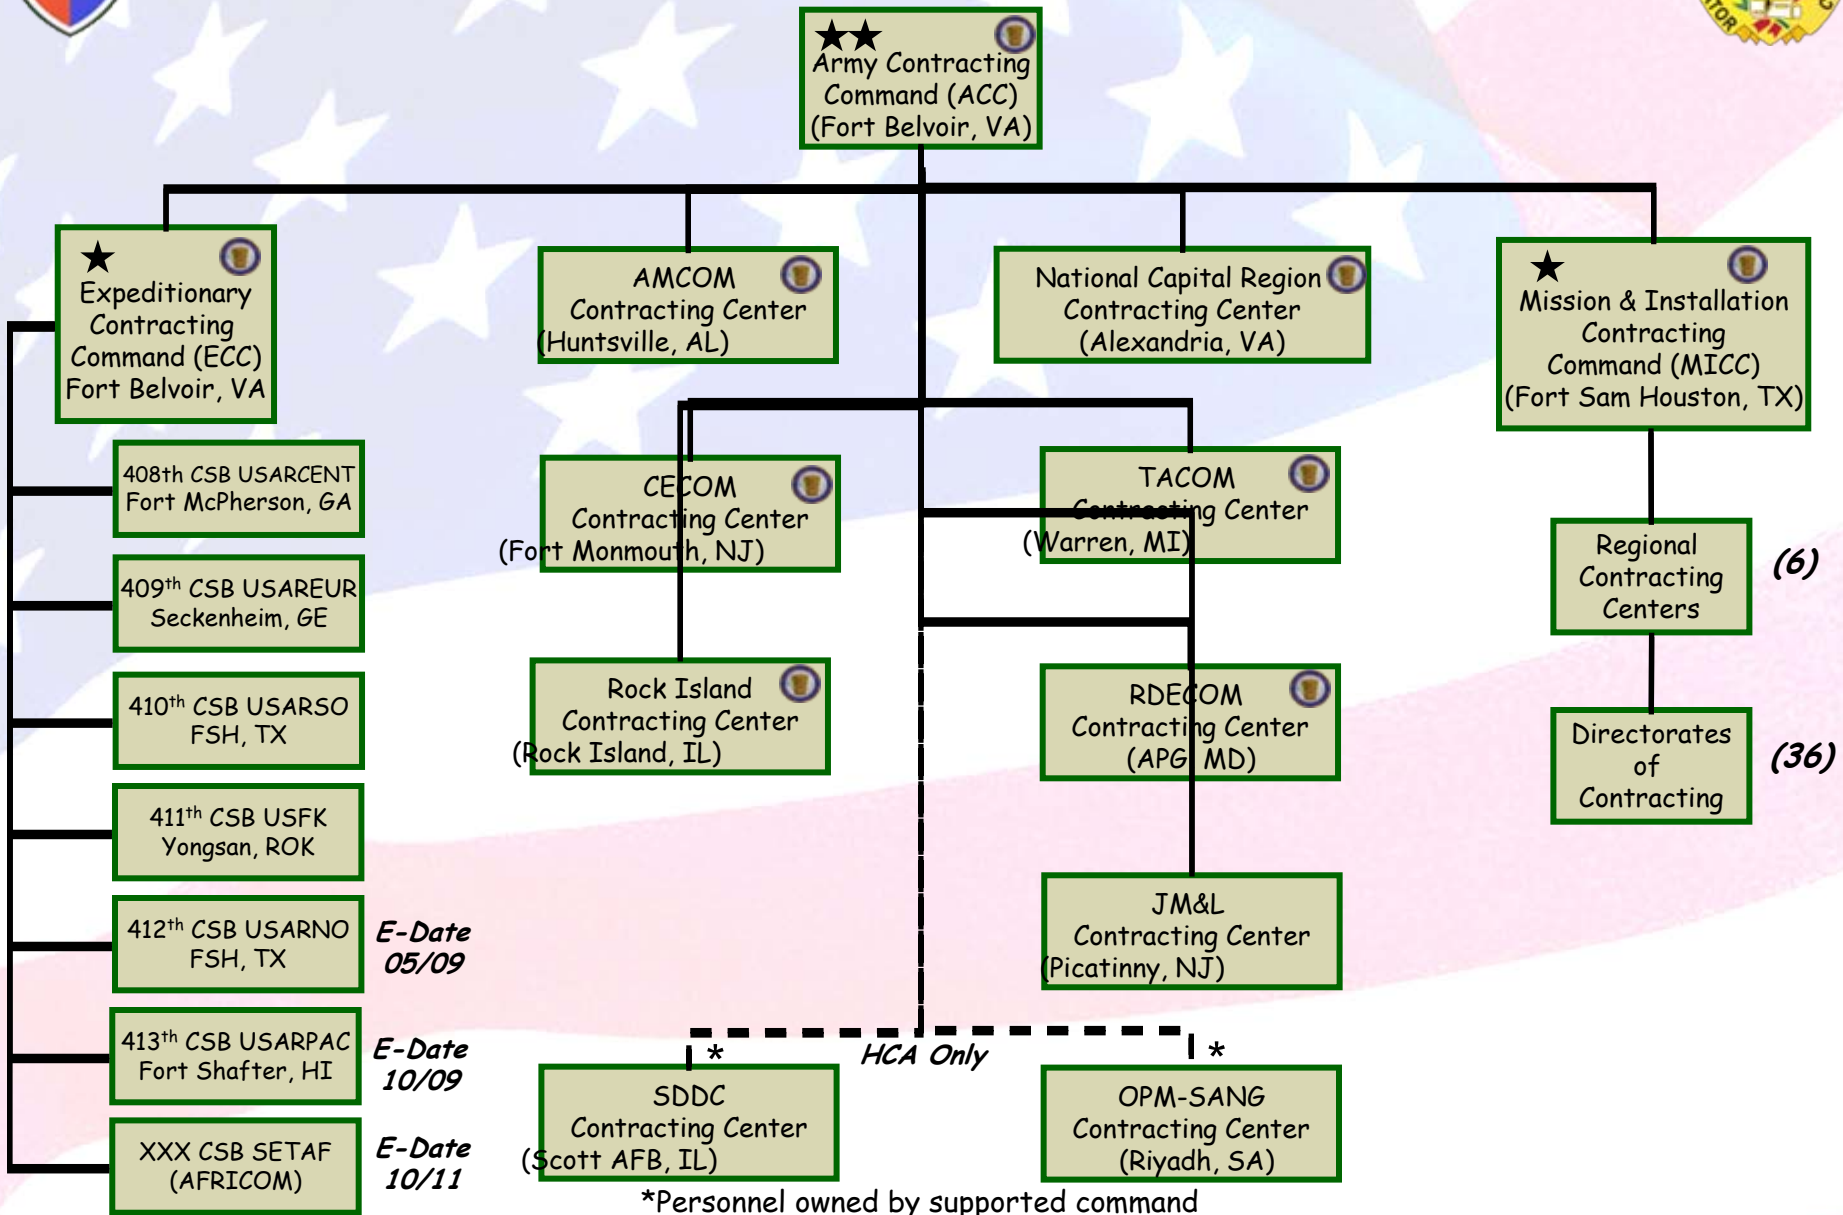 TOR
C
Army Contracting
Command (ACC)
(Fort Belvoir, VA)
Expeditionary
Contracting
Command (ECC)
Fort Belvoir, VA
AMCOM
Contracting Center
(Huntsville, AL)
National Capital Region
Contracting Center
(Alexandria, VA)
Mission & Installation
Contracting
Command (MICC)
(Fort Sam Houston, TX)
408th CSB USARCENT
Fort McPherson, GA
409th CSB USAREUR
Seckenheim, GE
410th CSB USARSO
FSH, TX
411th CSB USFK
Yongsan, ROK
412th CSB USARNO
FSH, TX
E-Date
05/09
413th CSB USARPAC
Fort Shafter, HI
E-Date
10/09
XXX CSB SETAF
(AFRICOM)
E-Date
10/11
CECOM
Contracting Center
(Fort Monmouth, NJ)
TACOM
Contracting Center
(Warren, MI)
Rock Island
Contracting Center
(Rock Island, IL)
RDECOM
Contracting Center
(APG, MD)
JM&L
Contracting Center
(Picatinny, NJ)
Regional
Contracting
Centers
(6)
Directorates
of
Contracting
(36)
*
HCA Only
*
SDDC
Contracting Center
(Scott AFB, IL)
OPM-SANG
Contracting Center
(Riyadh, SA)
*Personnel owned by supported command